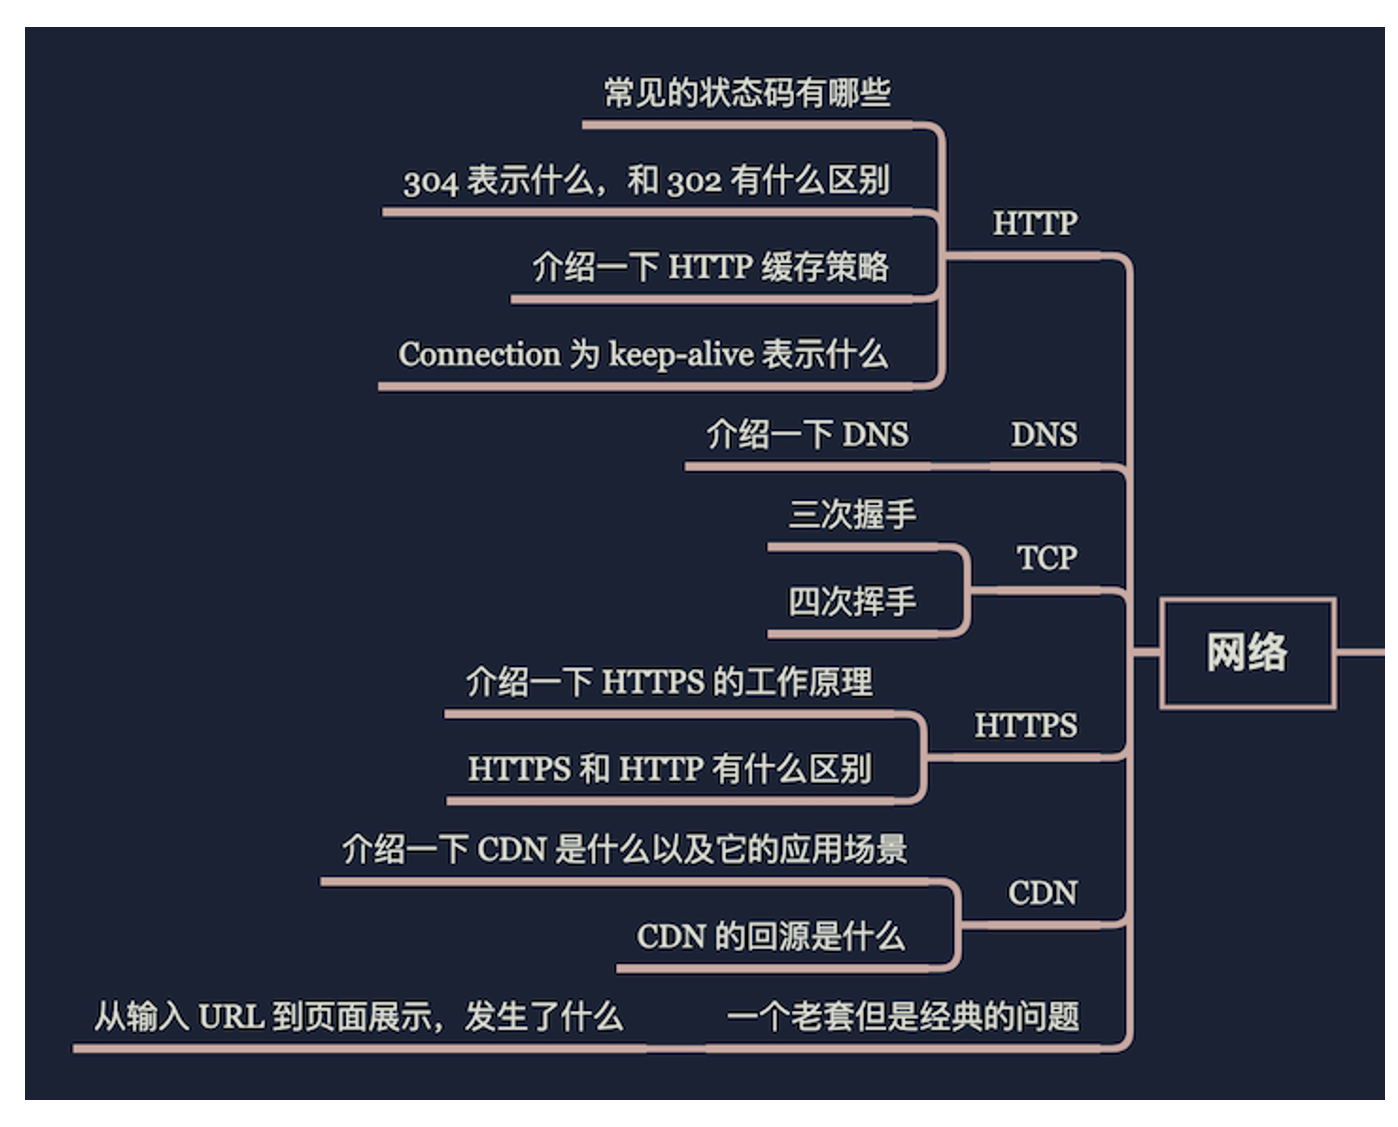 常见的状态码有哪些
304 表示什么，和 302 有什么区别
HTTP
介绍一下 HTTP 缓存策略
Connection 为 keep-alive 表示什么
介绍一下 DNS
DNS
三次握手
TCP
四次挥手
网络
介绍一下 HTTPS 的工作原理
HTTPS
HTTPS 和 HTTP 有什么区别
介绍一下 CDN 是什么以及它的应用场景
CDN
CDN 的回源是什么
从输入 URL 到页面展示，发生了什么
一个老套但是经典的问题